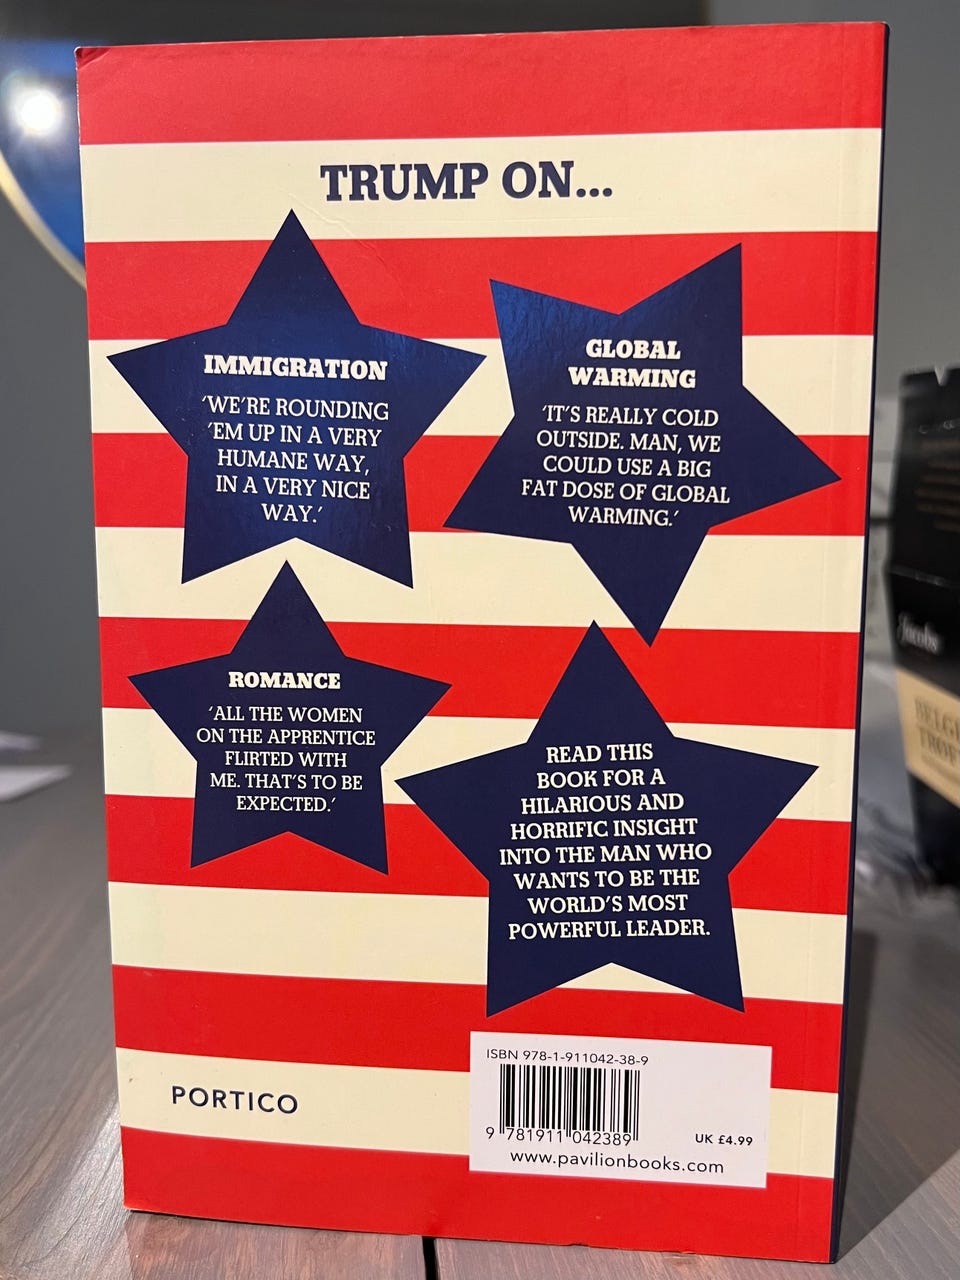 TRUMP ON...
IMMIGRATION
‘WE’RE ROUNDING
’EM UP IN A VERY
HUMANE WAY,
IN A VERY NICE
WAY.’
GLOBAL
WARMING
‘IT’S REALLY COLD
OUTSIDE. MAN, WE
COULD USE A BIG
FAT DOSE OF GLOBAL
WARMING.’
ROMANCE
‘ALL THE WOMEN
ON THE APPRENTICE
FLIRTED WITH
ME. THAT’S TO BE
EXPECTED.’
READ THIS
BOOK FOR A
HILARIOUS AND
HORRIFIC INSIGHT
INTO THE MAN WHO
WANTS TO BE THE
WORLD’S MOST
POWERFUL LEADER.
PORTICO
ISBN 978-1-911042-38-9
9 781911 042389
UK £4.99
www.pavilionbooks.com